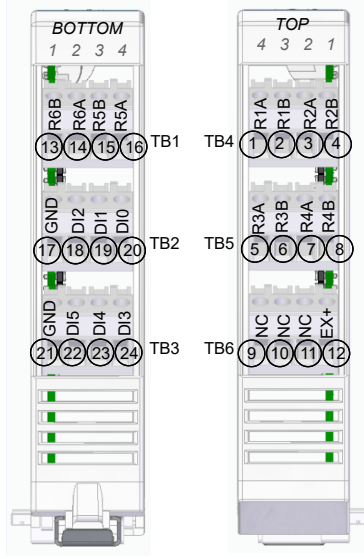 BOTTOM
1 2 3 4
R6B R6A R5B R5A
13 14 15 16 TB1
GND DI2 DI1 DI0
17 18 19 20 TB2
GND DI5 DI4 DI3
21 22 23 24 TB3
TOP
4 3 2 1
R1A R1B R2A R2B
TB4 1 2 3 4
R3A R3B R4A R4B
TB5 5 6 7 8
NC NC NC EX+
TB6 9 10 11 12